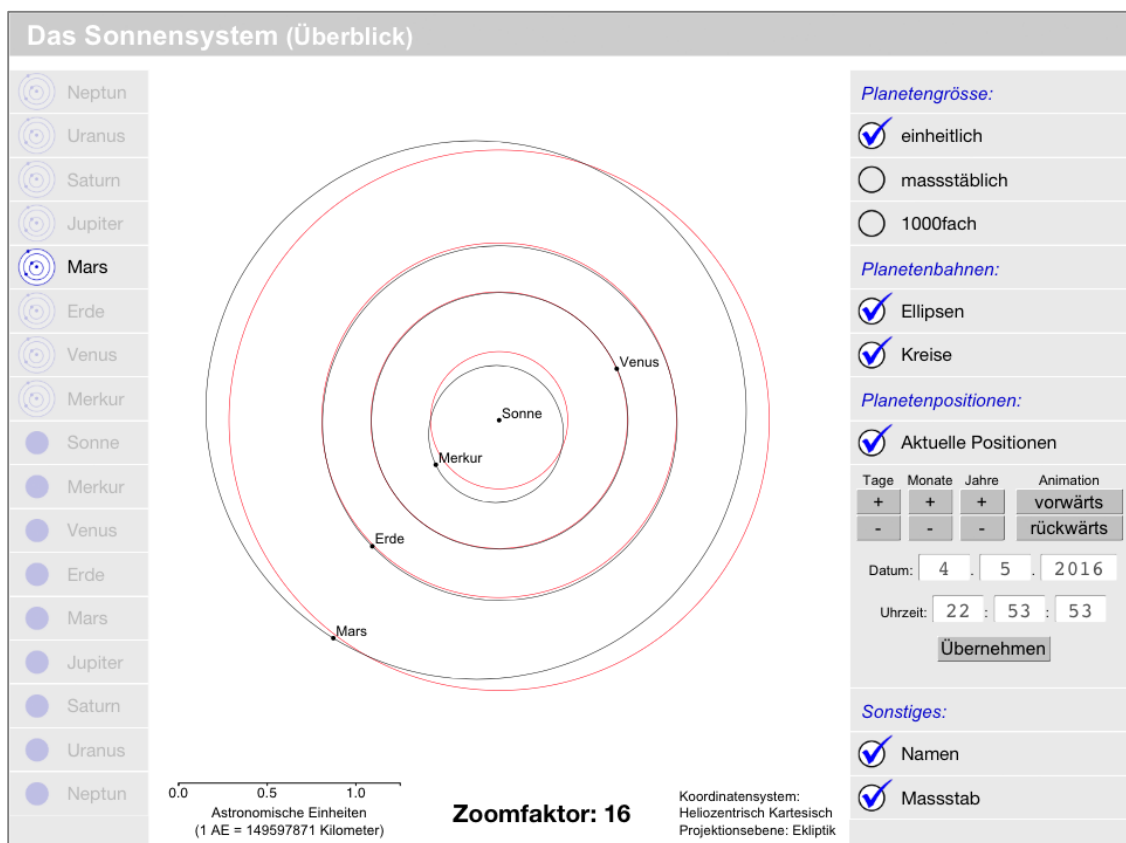 Das Sonnensystem (Überblick)
Neptun
Uranus
Saturn
Jupiter
Mars
Erde
Venus
Merkur
Sonne
Merkur
Venus
Erde
Mars
Jupiter
Saturn
Uranus
Neptun
Venus
Sonne
Merkur
Erde
Mars
0.0 0.5 1.0
Astronomische Einheiten
(1 AE = 149597871 Kilometer)
Zoomfaktor: 16
Koordinatensystem:
Heliozentrisch Kartesisch
Projektionsebene: Ekliptik
Planetengrösse:
einheitlich
massstäblich
1000fach
Planetenbahnen:
Ellipsen
Kreise
Planetenpositionen:
Aktuelle Positionen
Tage Monate Jahre Animation
+ + + vorwärts
- - - rückwärts
Datum: 4 . 5 . 2016
Uhrzeit: 22 : 53 : 53
Übernehmen
Sonstiges:
Namen
Massstab